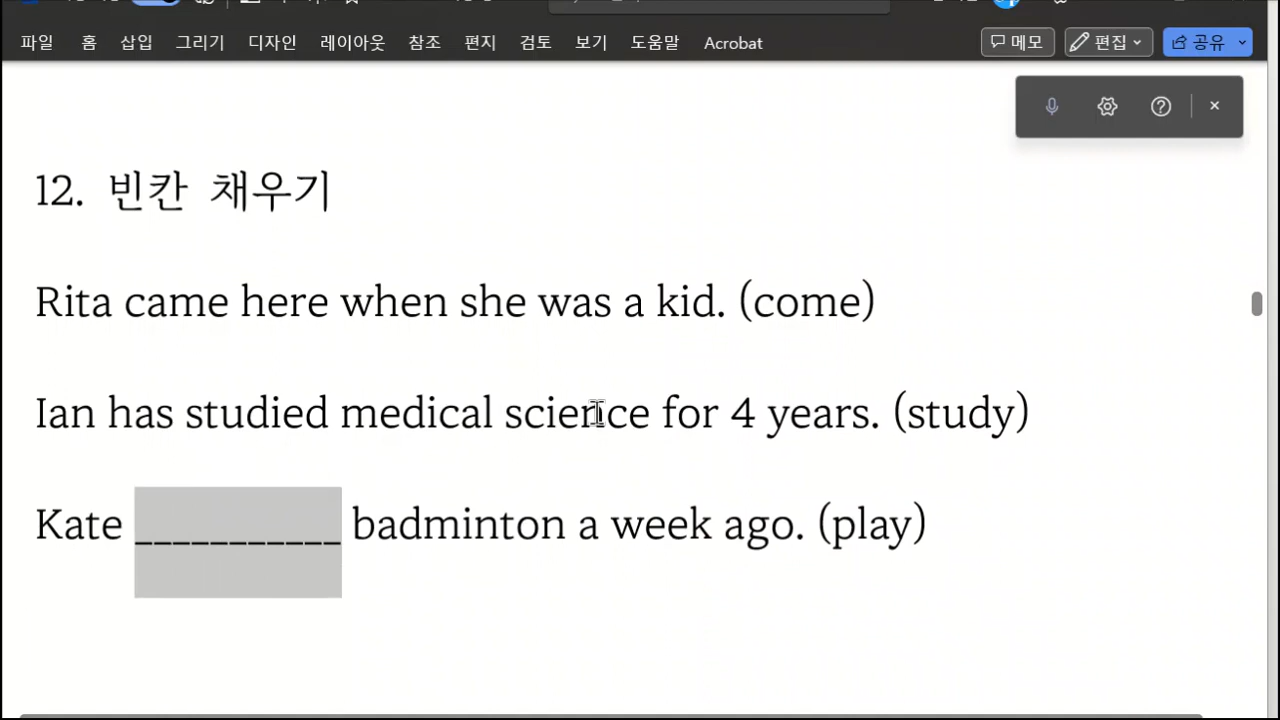 파일 홈 삽입 그리기 디자인 레이아웃 참조 편지 검토 보기 도움말 Acrobat 메모 편집 공유
12. 빈칸 채우기
Rita came here when she was a kid. (come)
Ian has studied medical science for 4 years. (study)
Kate ___________ badminton a week ago. (play)